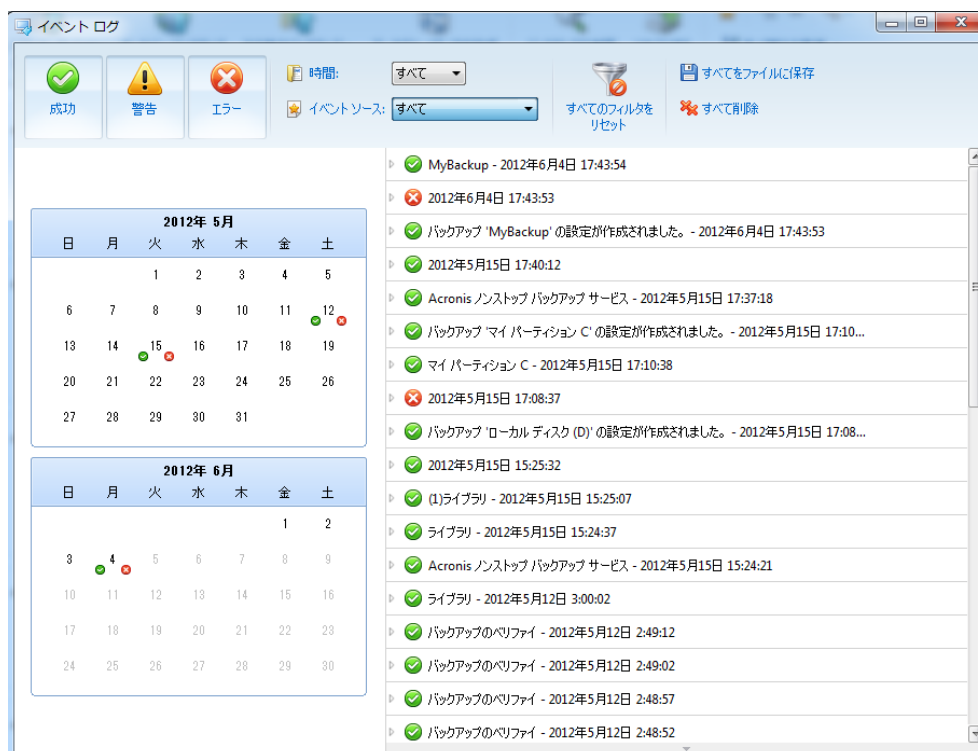 イベント ログ
成功
警告
エラー
時間:
すべて
イベント ソース:
すべて
すべてのフィルタを
リセット
すべてをファイルに保存
すべて削除
2012年 5月
日 月 火 水 木 金 土
1 2 3 4 5
6 7 8 9 10 11 12
13 14 15 16 17 18 19
20 21 22 23 24 25 26
27 28 29 30 31
2012年 6月
日 月 火 水 木 金 土
1 2
3 4 5 6 7 8 9
10 11 12 13 14 15 16
17 18 19 20 21 22 23
24 25 26 27 28 29 30
MyBackup - 2012年6月4日 17:43:54
2012年6月4日 17:43:53
バックアップ 'MyBackup' の設定が作成されました。 - 2012年6月4日 17:43:53
2012年5月15日 17:40:12
Acronis ノンストップ バックアップ サービス - 2012年5月15日 17:37:18
バックアップ 'マイ パーティション C' の設定が作成されました。 - 2012年5月15日 17:10...
マイ パーティション C - 2012年5月15日 17:10:38
2012年5月15日 17:08:37
バックアップ 'ローカル ディスク (D)' の設定が作成されました。 - 2012年5月15日 17:08...
2012年5月15日 15:25:32
(1)ライブラリ - 2012年5月15日 15:25:07
ライブラリ - 2012年5月15日 15:24:37
Acronis ノンストップ バックアップ サービス - 2012年5月15日 15:24:21
ライブラリ - 2012年5月12日 3:00:02
バックアップのベリファイ - 2012年5月12日 2:49:12
バックアップのベリファイ - 2012年5月12日 2:49:02
バックアップのベリファイ - 2012年5月12日 2:48:57
バックアップのベリファイ - 2012年5月12日 2:48:52